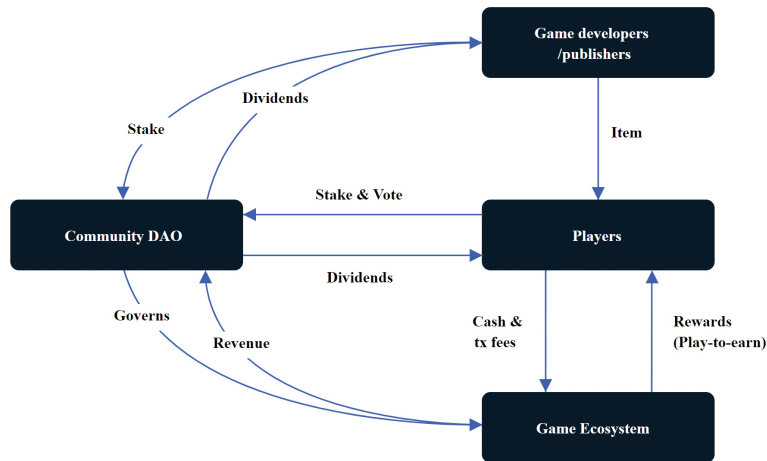 Game developers
/publishers
Dividends
Stake
Item
Stake & Vote
Community DAO
Players
Dividends
Governs
Revenue
Cash &
tx fees
Rewards
(Play-to-earn)
Game Ecosystem